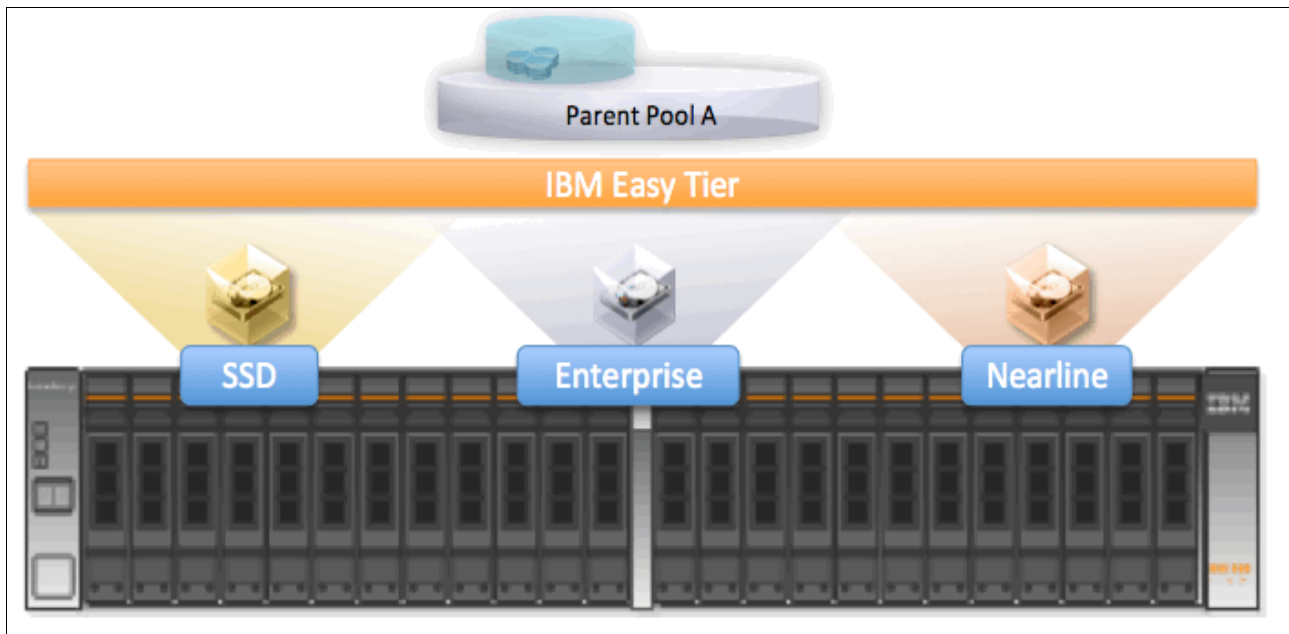 Parent Pool A
IBM Easy Tier
SSD
Enterprise
Nearline
IBM